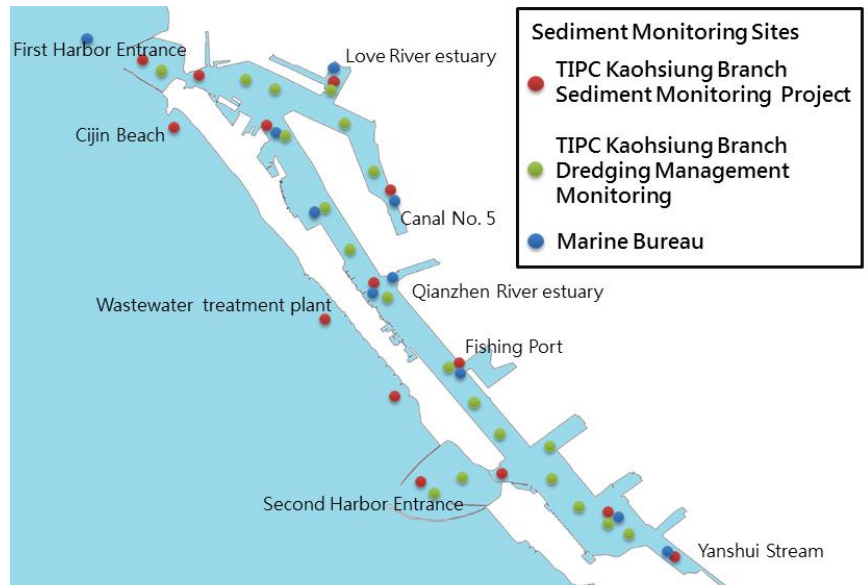 First Harbor Entrance
Love River estuary
Cijin Beach
Canal No. 5
Qianzhen River estuary
Wastewater treatment plant
Fishing Port
Second Harbor Entrance
Yanshui Stream
Sediment Monitoring Sites
TIPC Kaohsiung Branch
Sediment Monitoring Project
TIPC Kaohsiung Branch
Dredging Management
Monitoring
Marine Bureau